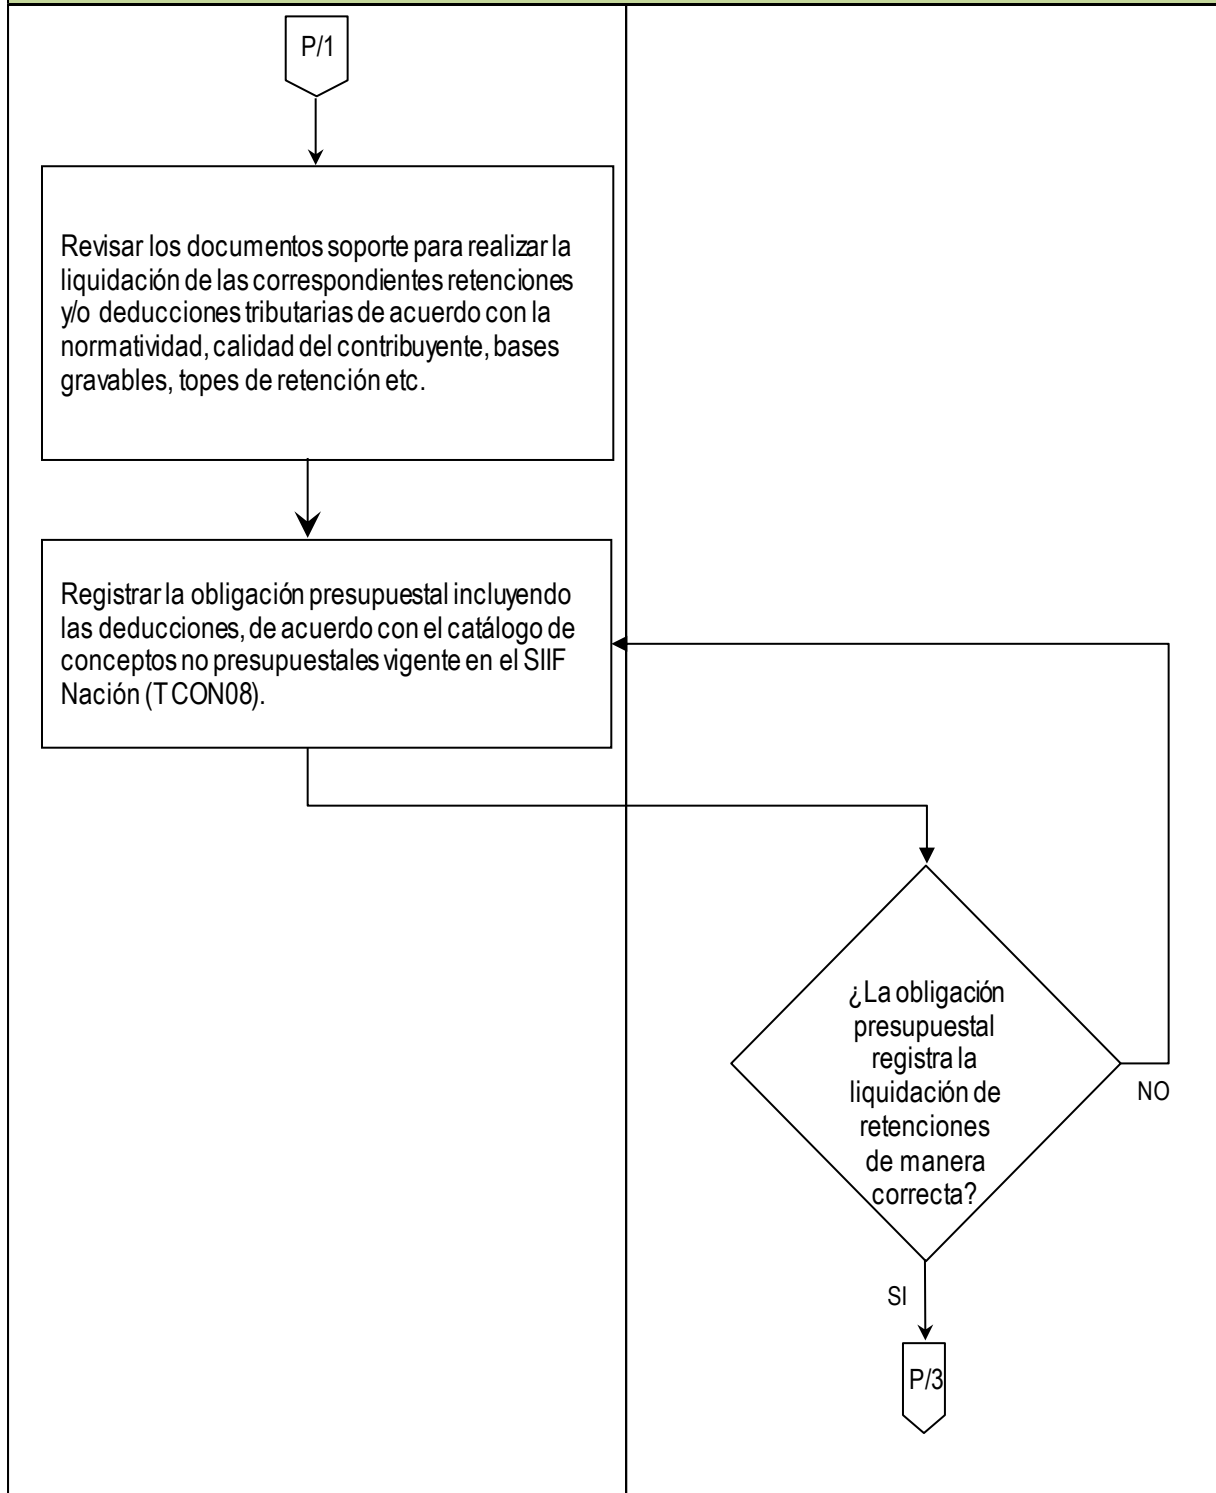 P/1
Revisar los documentos soporte para realizar la
liquidación de las correspondientes retenciones
y/o deducciones tributarias de acuerdo con la
normatividad, calidad del contribuyente, bases
gravables, topes de retención etc.
Registrar la obligación presupuestal incluyendo
las deducciones, de acuerdo con el catálogo de
conceptos no presupuestales vigente en el SIIF
Nación (TCON08).
¿La obligación
presupuestal
registra la
liquidación de
retenciones
de manera
correcta?
NO
SI
P/3